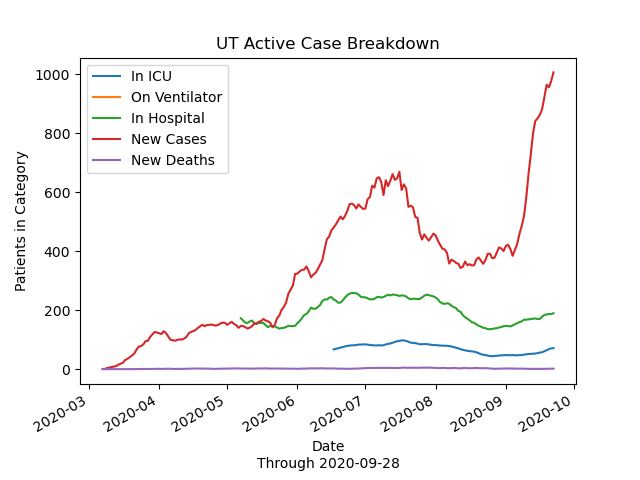 UT Active Case Breakdown
In ICU
On Ventilator
In Hospital
New Cases
New Deaths
Patients in Category
1000
800
600
400
200
0
2020-03
2020-04
2020-05
2020-06
2020-07
2020-08
2020-09
2020-10
Date
Through 2020-09-28